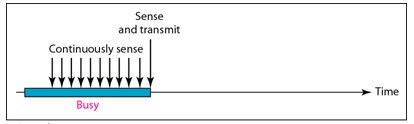 Sense
and transmit
Continuously sense
Time
Busy